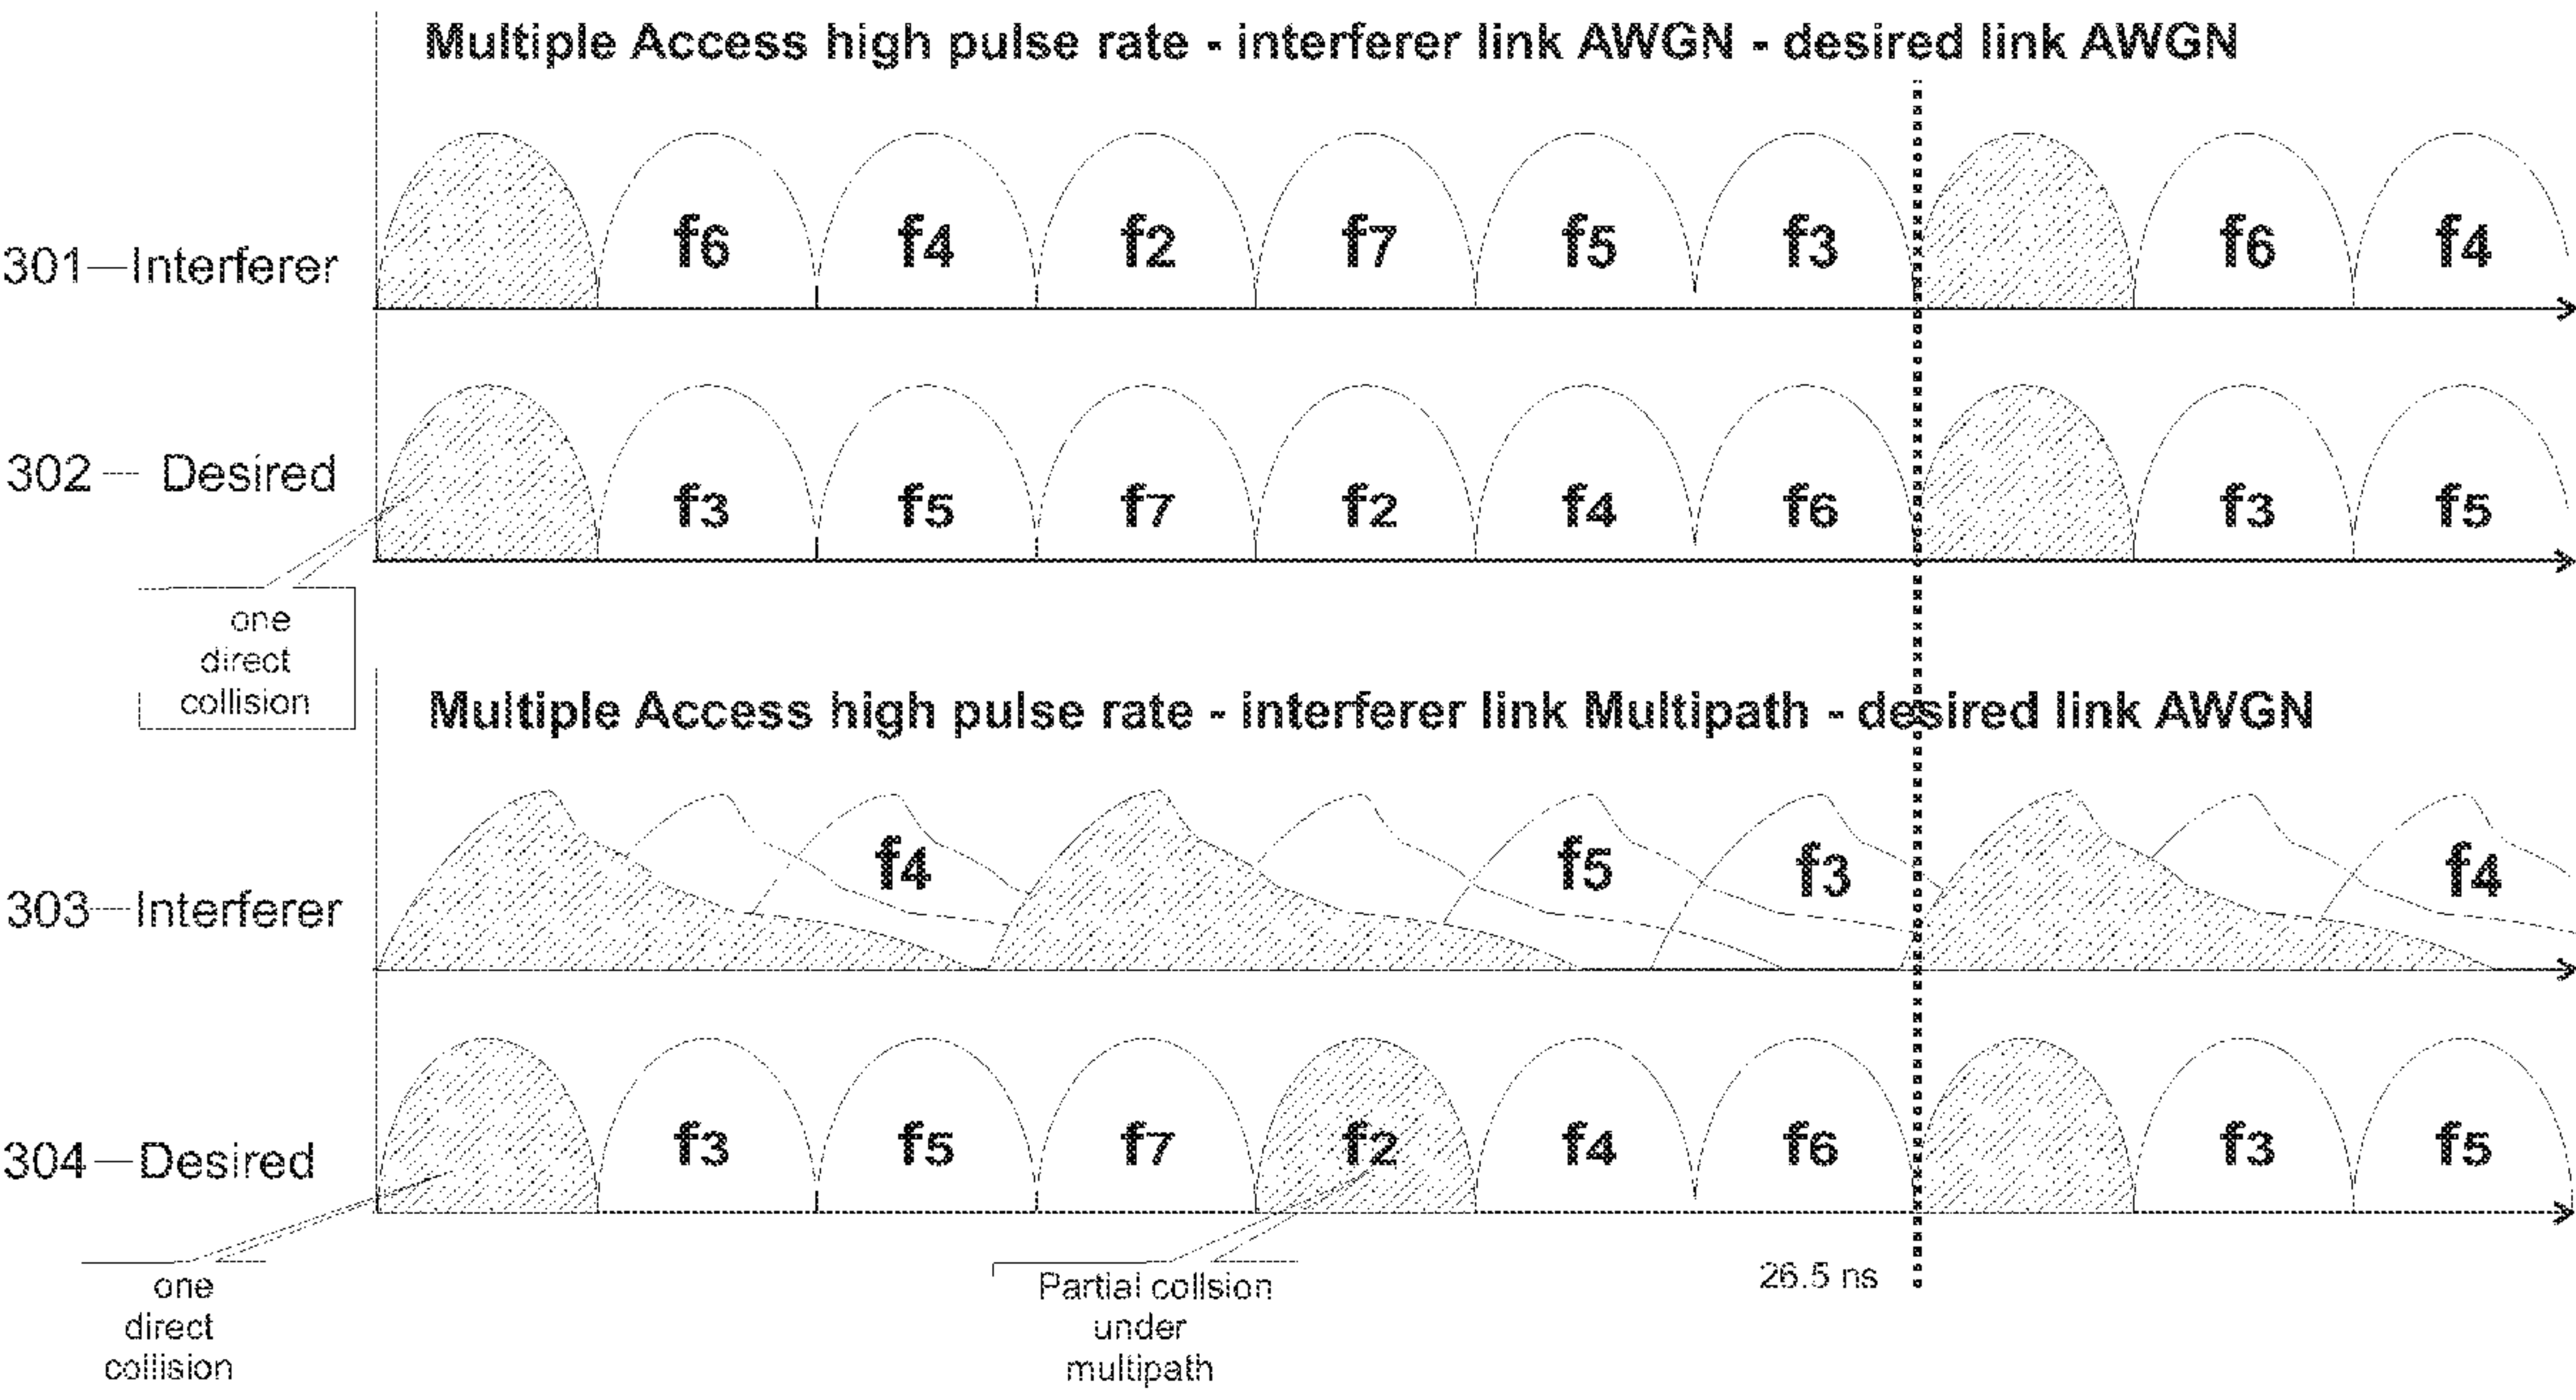 Multiple Access high pulse rate - interferer link AWGN - desired link AWGN
301—Interferer f6 f4 f2 f7 f5 f3 f6 f4
302 --- Desired f3 f5 f7 f2 f4 f6 f3 f5
one
direct
collision
Multiple Access high pulse rate - interferer link Multipath - desired link AWGN
303---Interferer f4 f5 f3 f4
304—Desired f3 f5 f7 f2 f4 f6 f3 f5
one
direct
collision
Partial collsion
under
multipath
26.5 ns